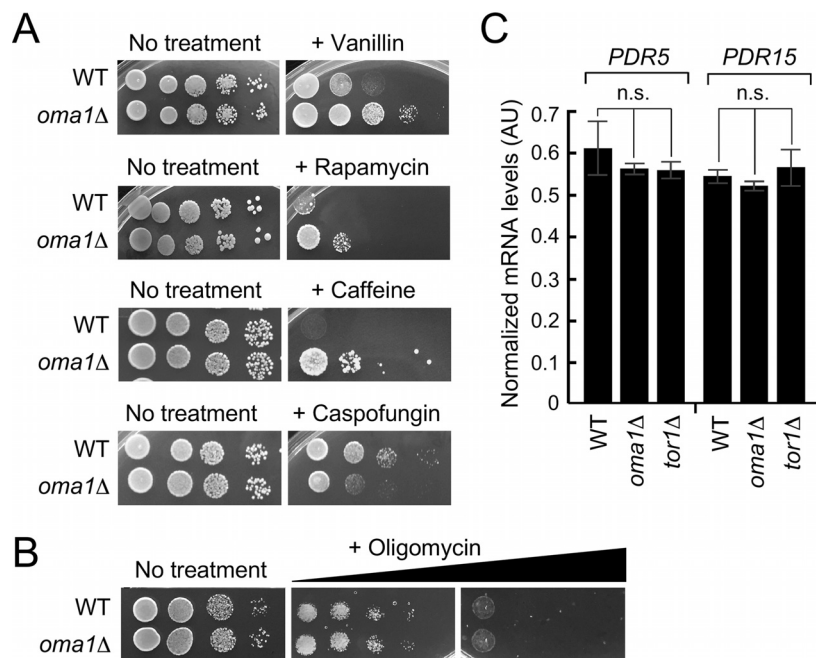 A
No treatment + Vanillin
WT
oma1Δ
No treatment + Rapamycin
WT
oma1Δ
No treatment + Caffeine
WT
oma1Δ
No treatment + Caspofungin
WT
oma1Δ
B
+ Oligomycin
No treatment
WT
oma1Δ
C
PDR5 PDR15
n.s. n.s.
Normalized mRNA levels (AU)
0.7
0.6
0.5
0.4
0.3
0.2
0.1
0
WT oma1Δ tor1Δ WT oma1Δ tor1Δ